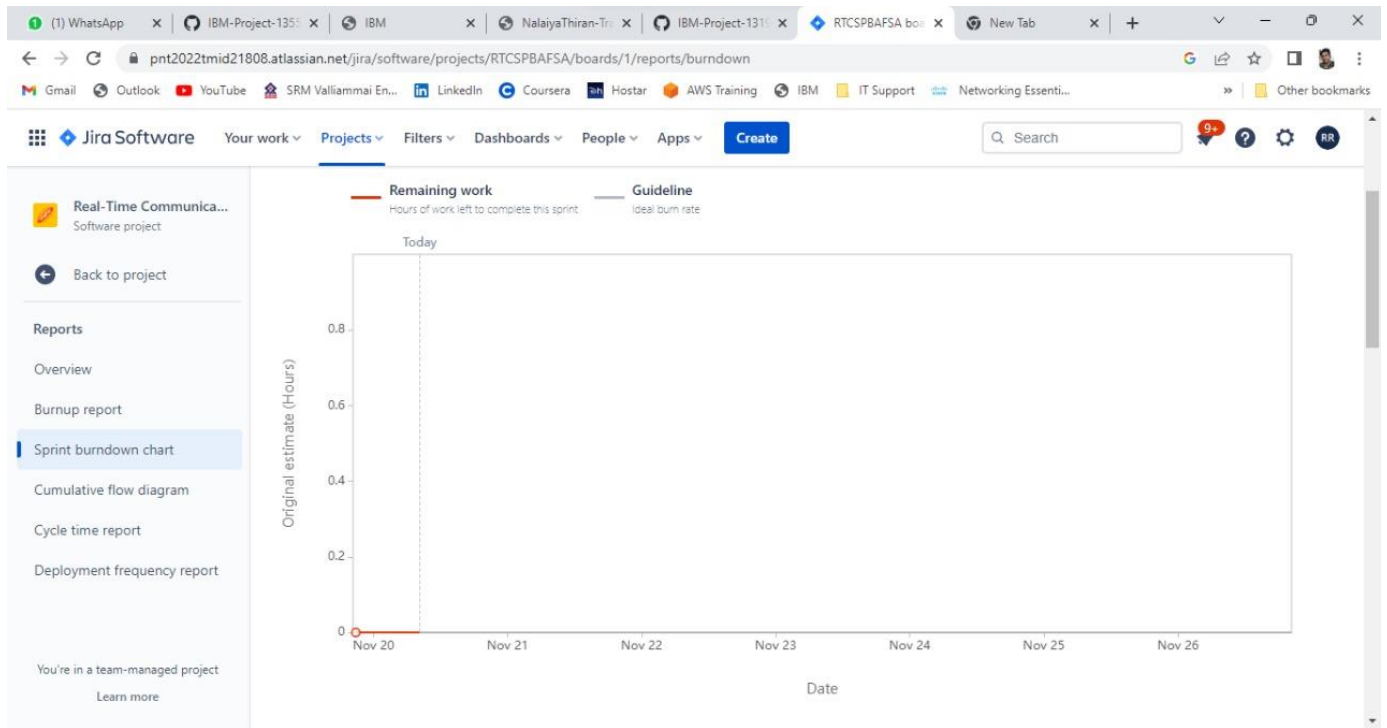 (1) WhatsApp
IBM-Project-1355
IBM
NalaiyaThiran-Tra
IBM-Project-1319
RTCSPBAFSA boa
New Tab
pnt2022tmid21808.atlassian.net/jira/software/projects/RTCSPBAFSA/boards/1/reports/burndown
Gmail
Outlook
YouTube
SRM Valliammai En...
LinkedIn
Coursera
Hostar
AWS Training
IBM
IT Support
Networking Essenti...
»
Other bookmarks
Jira Software
Your work
Projects
Filters
Dashboards
People
Apps
Create
Search
9+
RR
Real-Time Communica...
Software project
Back to project
Reports
Overview
Burnup report
Sprint burndown chart
Cumulative flow diagram
Cycle time report
Deployment frequency report
You're in a team-managed project
Learn more
Remaining work
Hours of work left to complete this sprint
Guideline
Ideal burn rate
Today
Original estimate (Hours)
0.8
0.6
0.4
0.2
0
Nov 20
Nov 21
Nov 22
Nov 23
Nov 24
Nov 25
Nov 26
Date